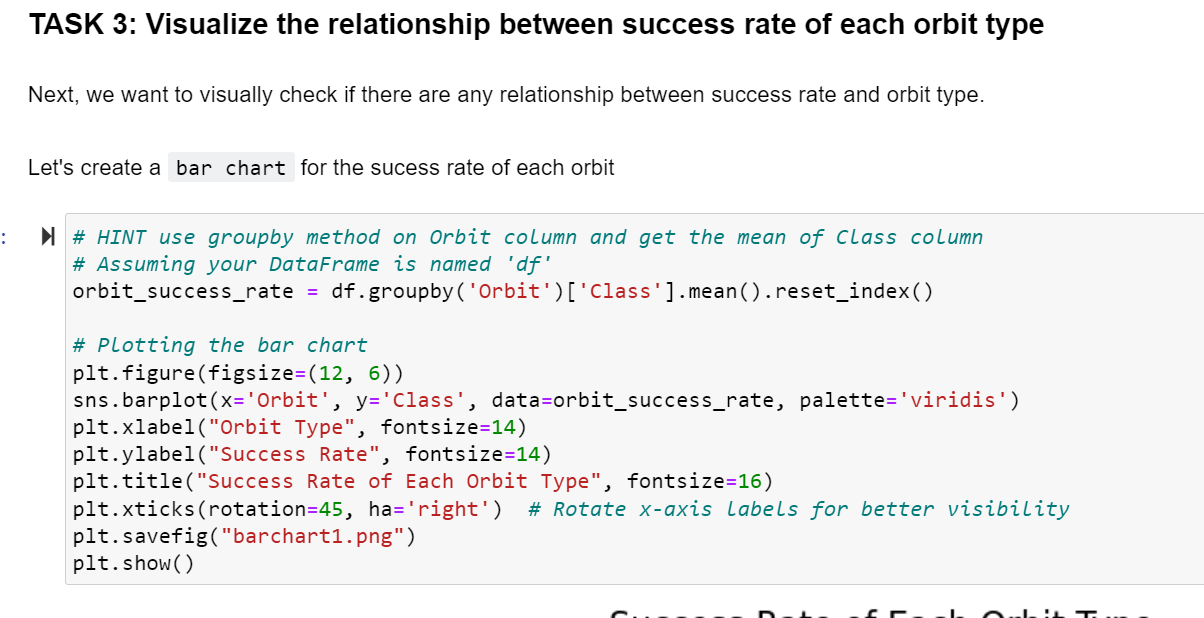 TASK 3: Visualize the relationship between success rate of each orbit type
Next, we want to visually check if there are any relationship between success rate and orbit type.
Let's create a bar chart for the sucess rate of each orbit
:
# HINT use groupby method on Orbit column and get the mean of Class column
# Assuming your DataFrame is named 'df'
orbit_success_rate = df.groupby('Orbit')['Class'].mean().reset_index()
# Plotting the bar chart
plt.figure(figsize=(12, 6))
sns.barplot(x='Orbit', y='Class', data=orbit_success_rate, palette='viridis')
plt.xlabel("Orbit Type", fontsize=14)
plt.ylabel("Success Rate", fontsize=14)
plt.title("Success Rate of Each Orbit Type", fontsize=16)
plt.xticks(rotation=45, ha='right')  # Rotate x-axis labels for better visibility
plt.savefig("barchart1.png")
plt.show()
Success Rate of Each Orbit Type